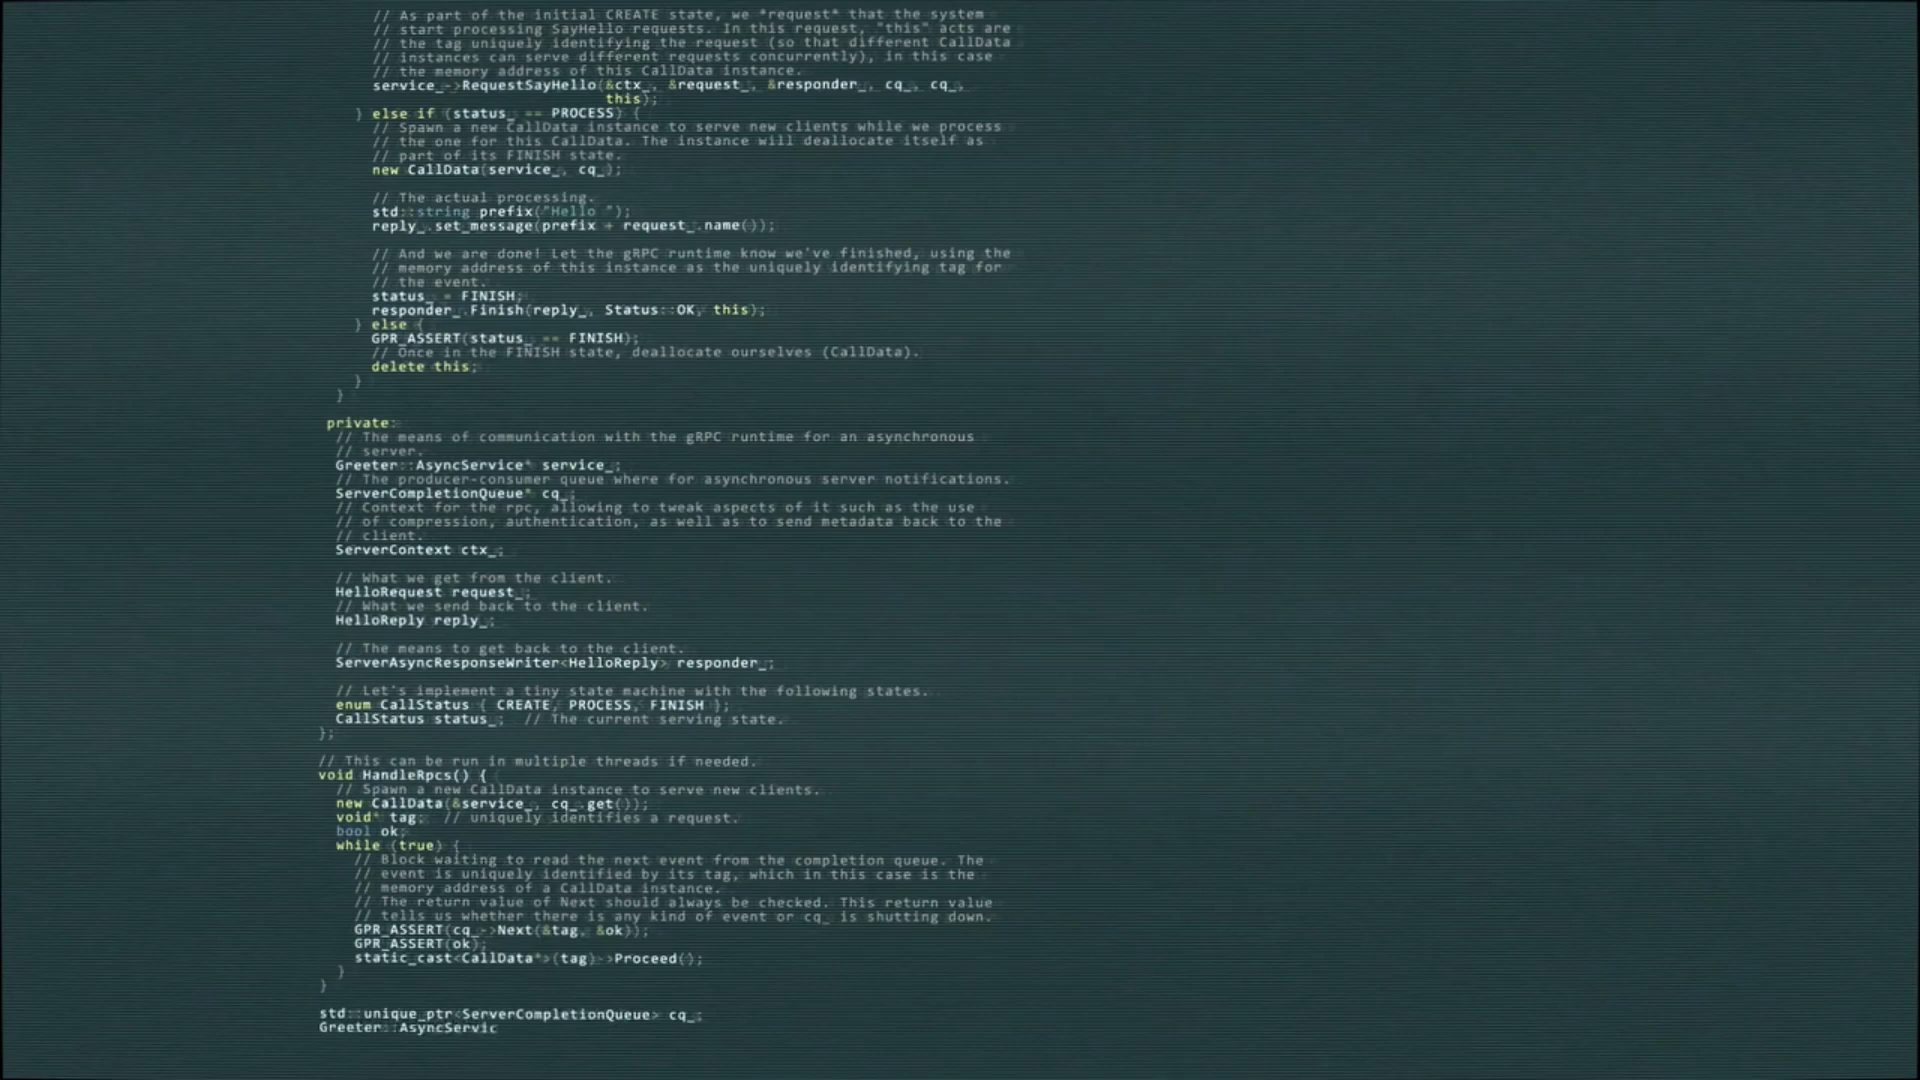 // As part of the initial CREATE state, we *request* that the system
// start processing SayHello requests. In this request, "this" acts are
// the tag uniquely identifying the request (so that different CallData
// instances can serve different requests concurrently), in this case
// the memory address of this CallData instance.
service_->RequestSayHello(&ctx_, &request_, &responder_, cq_, cq_,
this);
} else if (status_ == PROCESS) {
// Spawn a new CallData instance to serve new clients while we process
// the one for this CallData. The instance will deallocate itself as
// part of its FINISH state.
new CallData(service_, cq_);
// The actual processing.
std::string prefix("Hello ");
reply_.set_message(prefix + request_.name());
// And we are done! Let the gRPC runtime know we've finished, using the
// memory address of this instance as the uniquely identifying tag for
// the event.
status_ = FINISH;
responder_.Finish(reply_, Status::OK, this);
} else {
GPR_ASSERT(status_ == FINISH);
// Once in the FINISH state, deallocate ourselves (CallData).
delete this;
}
}
private:
// The means of communication with the gRPC runtime for an asynchronous
// server.
Greeter::AsyncService* service_;
// The producer-consumer queue where for asynchronous server notifications.
ServerCompletionQueue* cq_;
// Context for the rpc, allowing to tweak aspects of it such as the use
// of compression, authentication, as well as to send metadata back to the
// client.
ServerContext ctx_;
// What we get from the client.
HelloRequest request_;
// What we send back to the client.
HelloReply reply_;
// The means to get back to the client.
ServerAsyncResponseWriter<HelloReply> responder_;
// Let's implement a tiny state machine with the following states.
enum CallStatus { CREATE, PROCESS, FINISH };
CallStatus status_; // The current serving state.
};
// This can be run in multiple threads if needed.
void HandleRpcs() {
// Spawn a new CallData instance to serve new clients.
new CallData(&service_, cq_.get());
void* tag; // uniquely identifies a request.
bool ok;
while (true) {
// Block waiting to read the next event from the completion queue. The
// event is uniquely identified by its tag, which in this case is the
// memory address of a CallData instance.
// The return value of Next should always be checked. This return value
// tells us whether there is any kind of event or cq_ is shutting down.
GPR_ASSERT(cq_->Next(&tag, &ok));
GPR_ASSERT(ok);
static_cast<CallData*>(tag)->Proceed();
}
}
std::unique_ptr<ServerCompletionQueue> cq_;
Greeter::AsyncServic